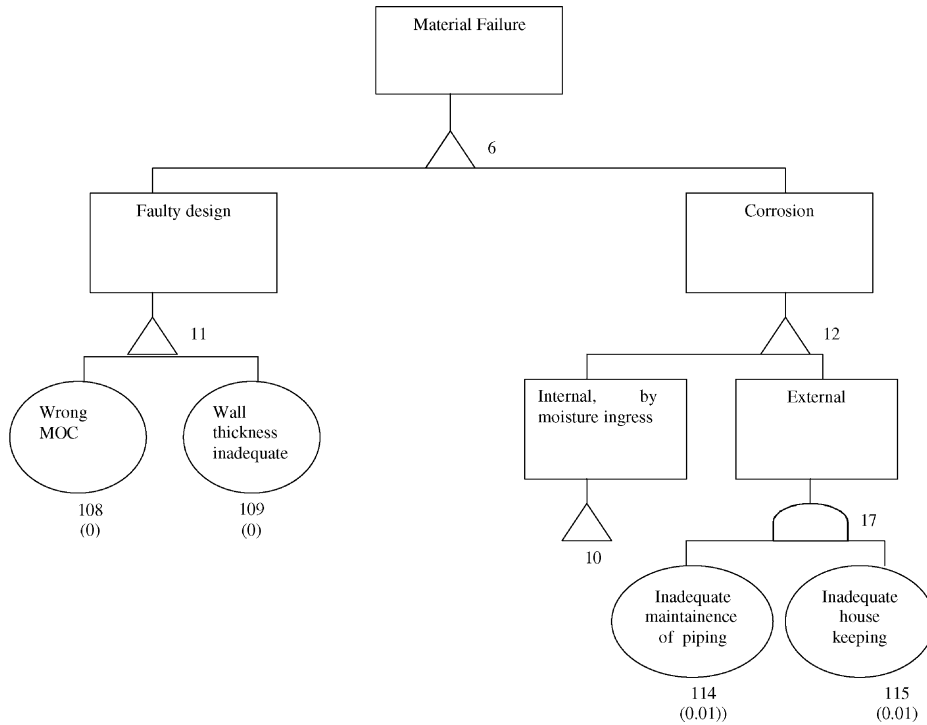 Material Failure
6
Faulty design
Corrosion
11
12
Wrong
MOC
Wall
thickness
inadequate
Internal, by
moisture ingress
External
108
(0)
109
(0)
17
10
Inadequate
maintainence
of piping
Inadequate
house
keeping
114
(0.01))
115
(0.01)